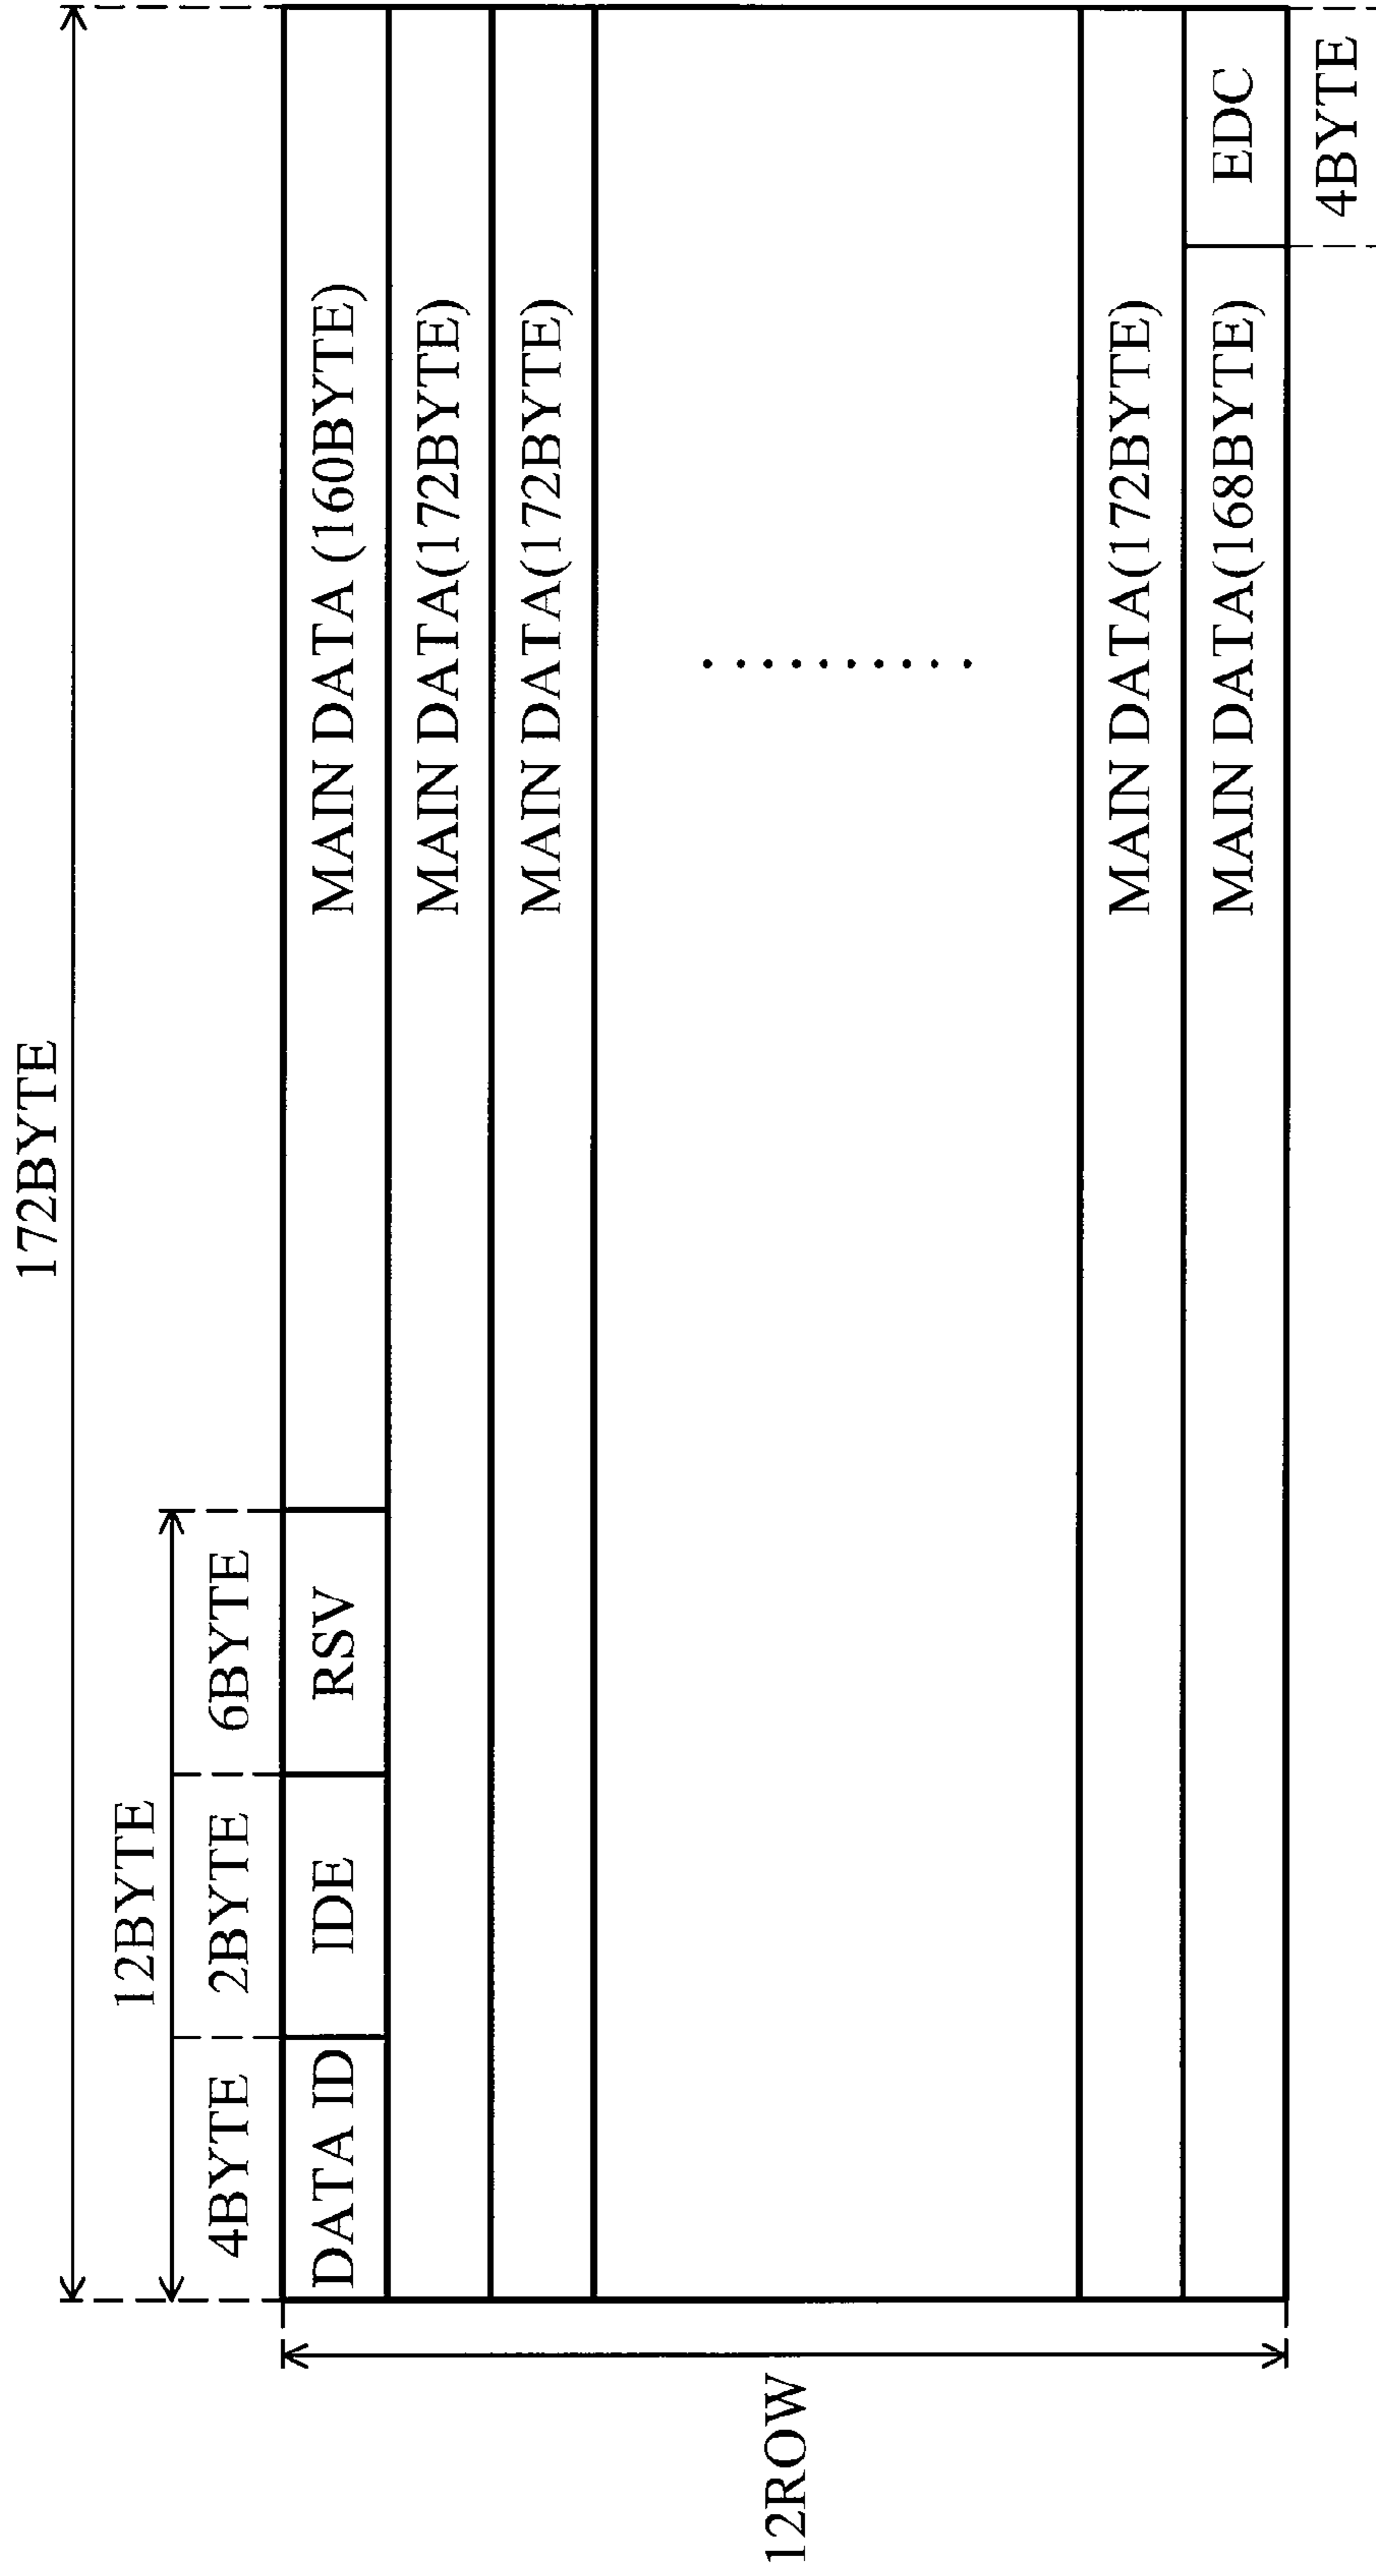 172BYTE
12BYTE
4BYTE 2BYTE 6BYTE
DATA ID IDE RSV MAIN DATA (160BYTE)
MAIN DATA(172BYTE)
MAIN DATA(172BYTE)
..........
12ROW
MAIN DATA(172BYTE)
MAIN DATA(168BYTE) EDC
4BYTE